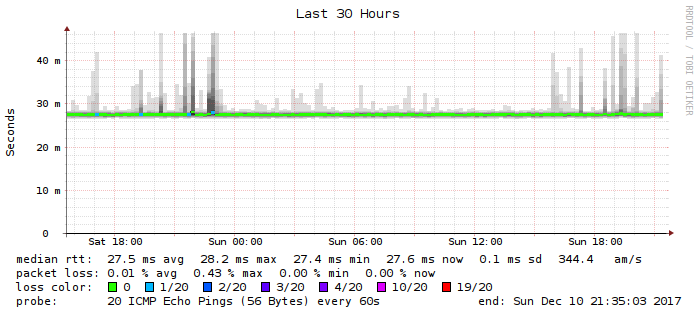 Last 30 Hours
RRDTOOL / TOBI OETIKER
Seconds
40 m
30 m
20 m
10 m
0
Sat 18:00 Sun 00:00 Sun 06:00 Sun 12:00 Sun 18:00
median rtt: 27.5 ms avg 28.2 ms max 27.4 ms min 27.6 ms now 0.1 ms sd 344.4 am/s
packet loss: 0.01 % avg 0.43 % max 0.00 % min 0.00 % now
loss color: 0 1/20 2/20 3/20 4/20 10/20 19/20
probe: 20 ICMP Echo Pings (56 Bytes) every 60s end: Sun Dec 10 21:35:03 2017